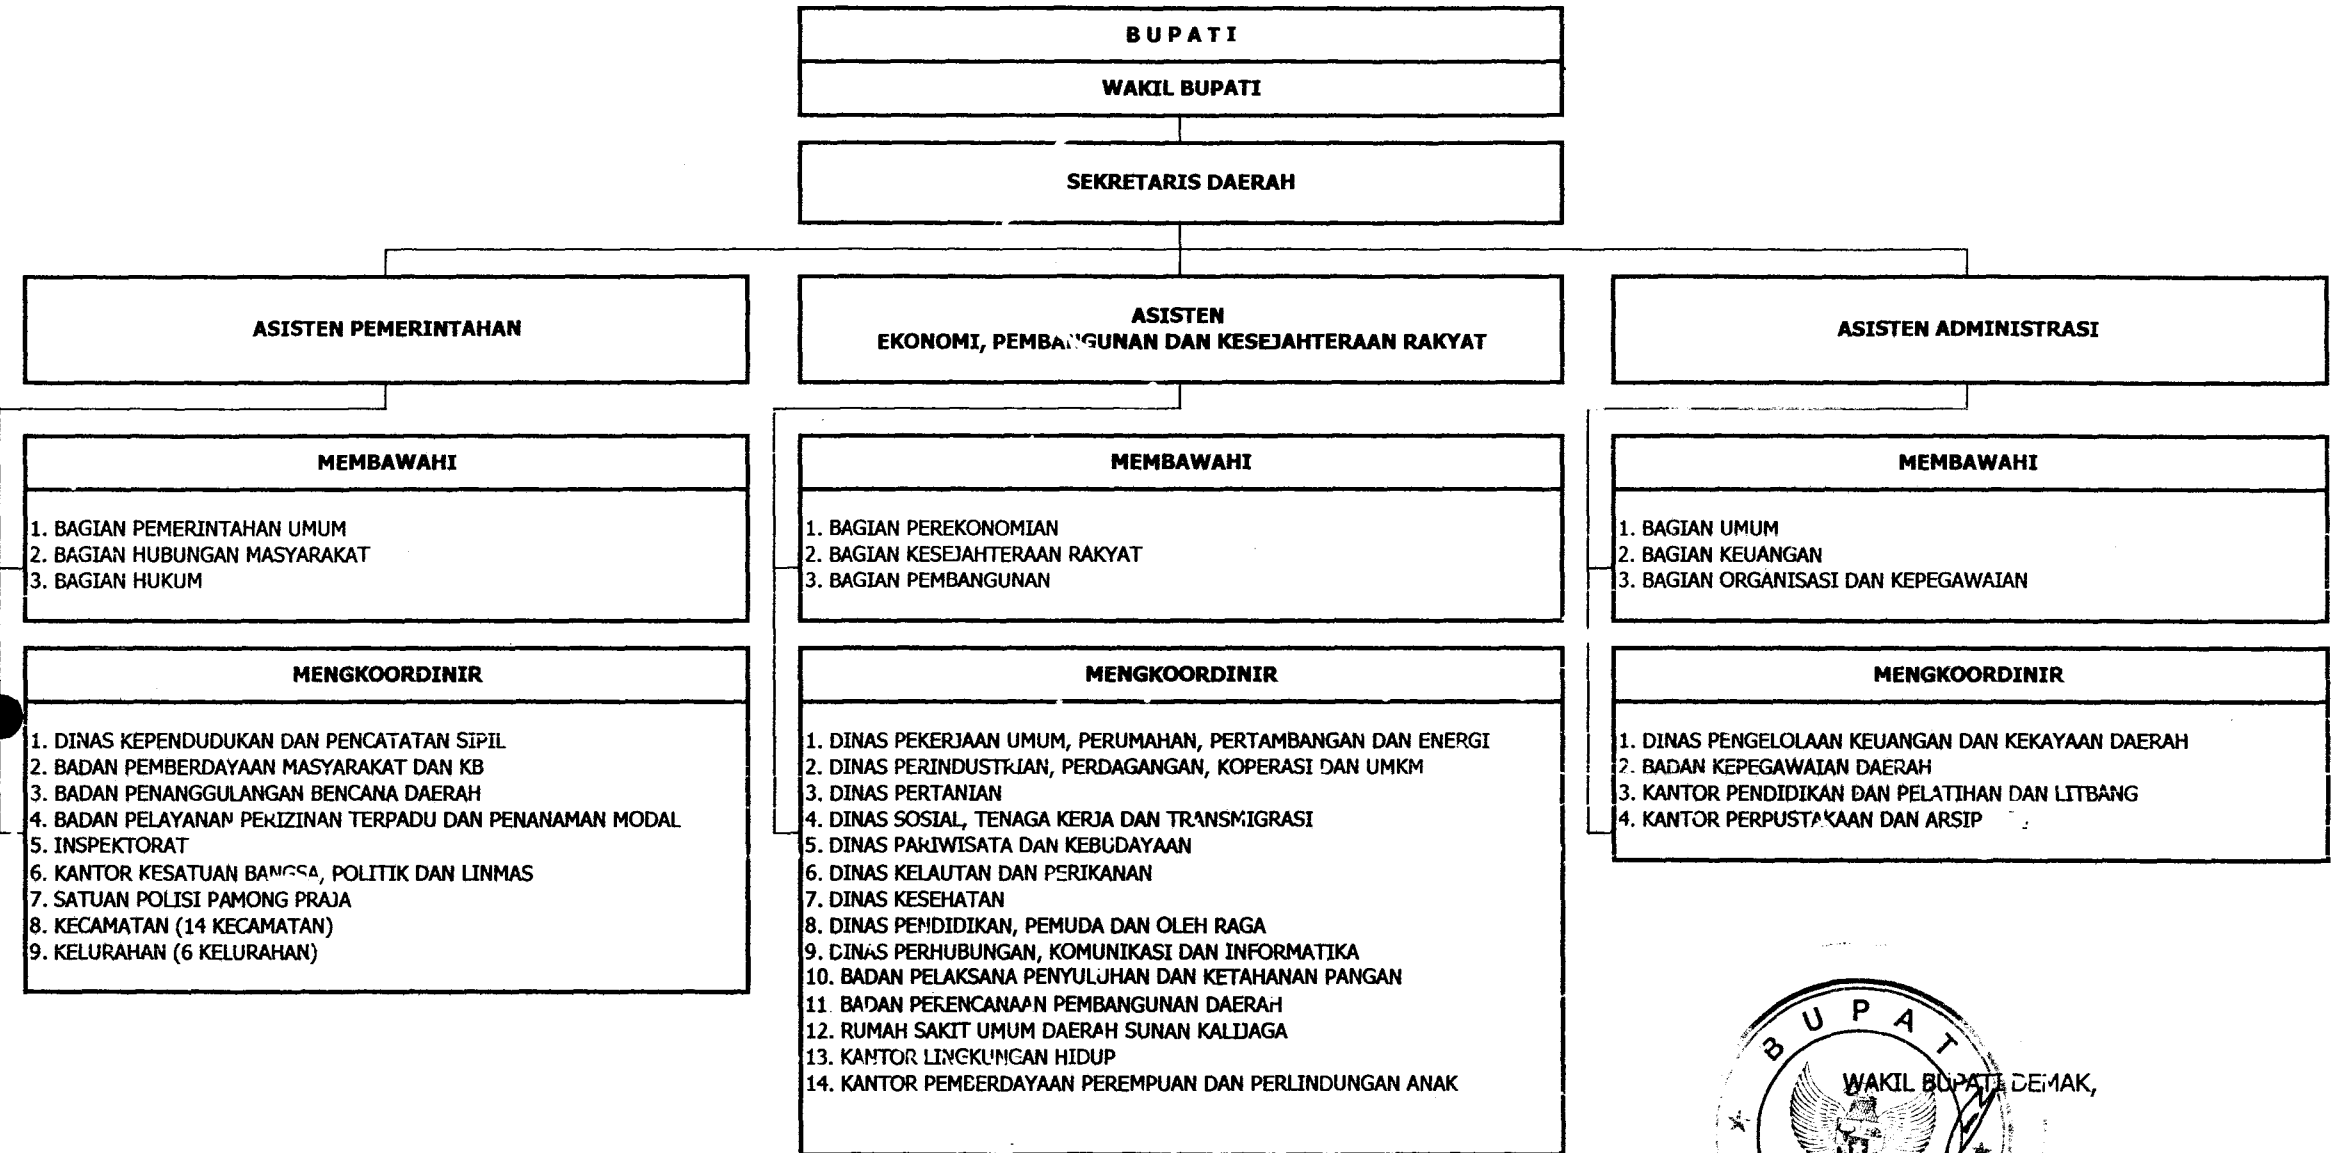 BUPATI
WAKIL BUPATI
SEKRETARIS DAERAH
ASISTEN PEMERINTAHAN
ASISTEN
EKONOMI, PEMBANGUNAN DAN KESEJAHTERAAN RAKYAT
ASISTEN ADMINISTRASI
MEMBAWAHI
1. BAGIAN PEMERINTAHAN UMUM
2. BAGIAN HUBUNGAN MASYARAKAT
3. BAGIAN HUKUM
MEMBAWAHI
1. BAGIAN PEREKONOMIAN
2. BAGIAN KESEJAHTERAAN RAKYAT
3. BAGIAN PEMBANGUNAN
MEMBAWAHI
1. BAGIAN UMUM
2. BAGIAN KEUANGAN
3. BAGIAN ORGANISASI DAN KEPEGAWAIAN
MENGKOORDINIR
1. DINAS KEPENDUDUKAN DAN PENCATATAN SIPIL
2. BADAN PEMBERDAYAAN MASYARAKAT DAN KB
3. BADAN PENANGGULANGAN BENCANA DAERAH
4. BADAN PELAYANAN PERIZINAN TERPADU DAN PENANAMAN MODAL
5. INSPEKTORAT
6. KANTOR KESATUAN BANGSA, POLITIK DAN LINMAS
7. SATUAN POLISI PAMONG PRAJA
8. KECAMATAN (14 KECAMATAN)
9. KELURAHAN (6 KELURAHAN)
MENGKOORDINIR
1. DINAS PEKERJAAN UMUM, PERUMAHAN, PERTAMBANGAN DAN ENERGI
2. DINAS PERINDUSTRIAN, PERDAGANGAN, KOPERASI DAN UMKM
3. DINAS PERTANIAN
4. DINAS SOSIAL, TENAGA KERJA DAN TRANSMIGRASI
5. DINAS PARIWISATA DAN KEBUDAYAAN
6. DINAS KELAUTAN DAN PERIKANAN
7. DINAS KESEHATAN
8. DINAS PENDIDIKAN, PEMUDA DAN OLEH RAGA
9. DINAS PERHUBUNGAN, KOMUNIKASI DAN INFORMATIKA
10. BADAN PELAKSANA PENYULUHAN DAN KETAHANAN PANGAN
11. BADAN PERENCANAAN PEMBANGUNAN DAERAH
12. RUMAH SAKIT UMUM DAERAH SUNAN KALIJAGA
13. KANTOR LINGKUNGAN HIDUP
14. KANTOR PEMBERDAYAAN PEREMPUAN DAN PERLINDUNGAN ANAK
MENGKOORDINIR
1. DINAS PENGELOLAAN KEUANGAN DAN KEKAYAAN DAERAH
2. BADAN KEPEGAWAIAN DAERAH
3. KANTOR PENDIDIKAN DAN PELATIHAN DAN LITBANG
4. KANTOR PERPUSTAKAAN DAN ARSIP
BUPATI
WAKIL BUPATI DEMAK,